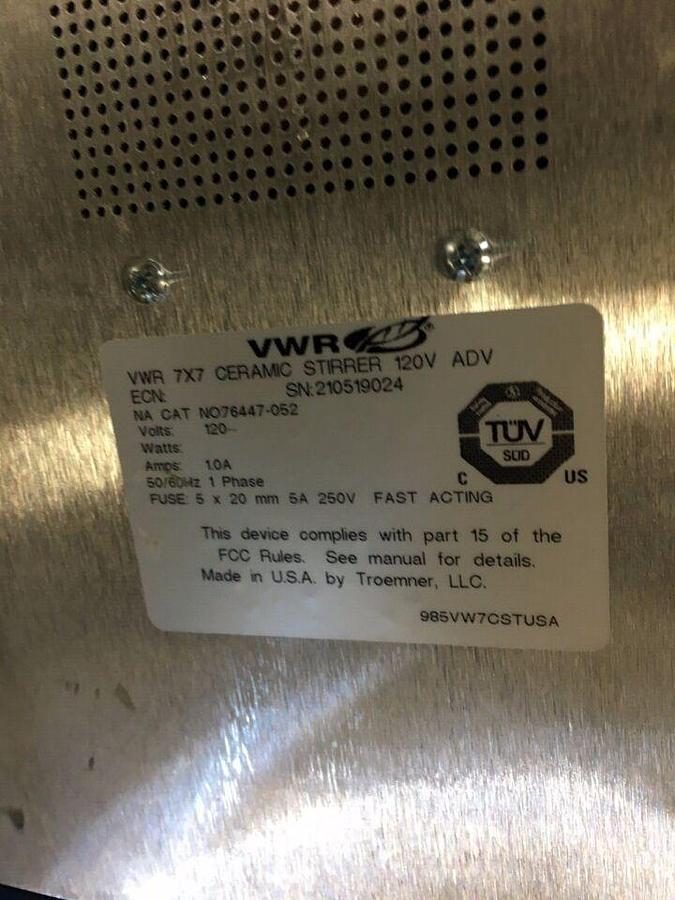 VWR®
VWR 7X7 CERAMIC STIRRER 120V ADV
ECN: SN:210519024
NA CAT NO76447-052
Volts: 120~
Watts:
Amps: 1.0A
50/60Hz 1 Phase
FUSE: 5 x 20 mm 5A 250V FAST ACTING
TÜV
SÜD
C US
This device complies with part 15 of the
FCC Rules. See manual for details.
Made in U.S.A. by Troemner, LLC.
985VW7CSTUSA